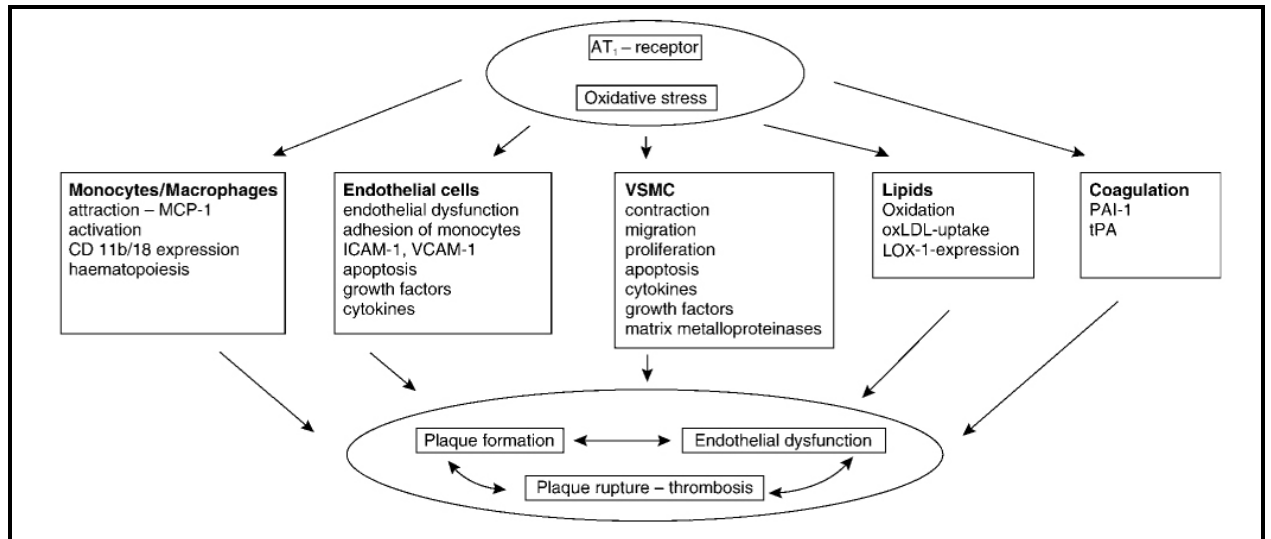 AT₁ – receptor
Oxidative stress
Monocytes/Macrophages
attraction – MCP-1
activation
CD 11b/18 expression
haematopoiesis
Endothelial cells
endothelial dysfunction
adhesion of monocytes
ICAM-1, VCAM-1
apoptosis
growth factors
cytokines
VSMC
contraction
migration
proliferation
apoptosis
cytokines
growth factors
matrix metalloproteinases
Lipids
Oxidation
oxLDL-uptake
LOX-1-expression
Coagulation
PAI-1
tPA
Plaque formation
Endothelial dysfunction
Plaque rupture – thrombosis